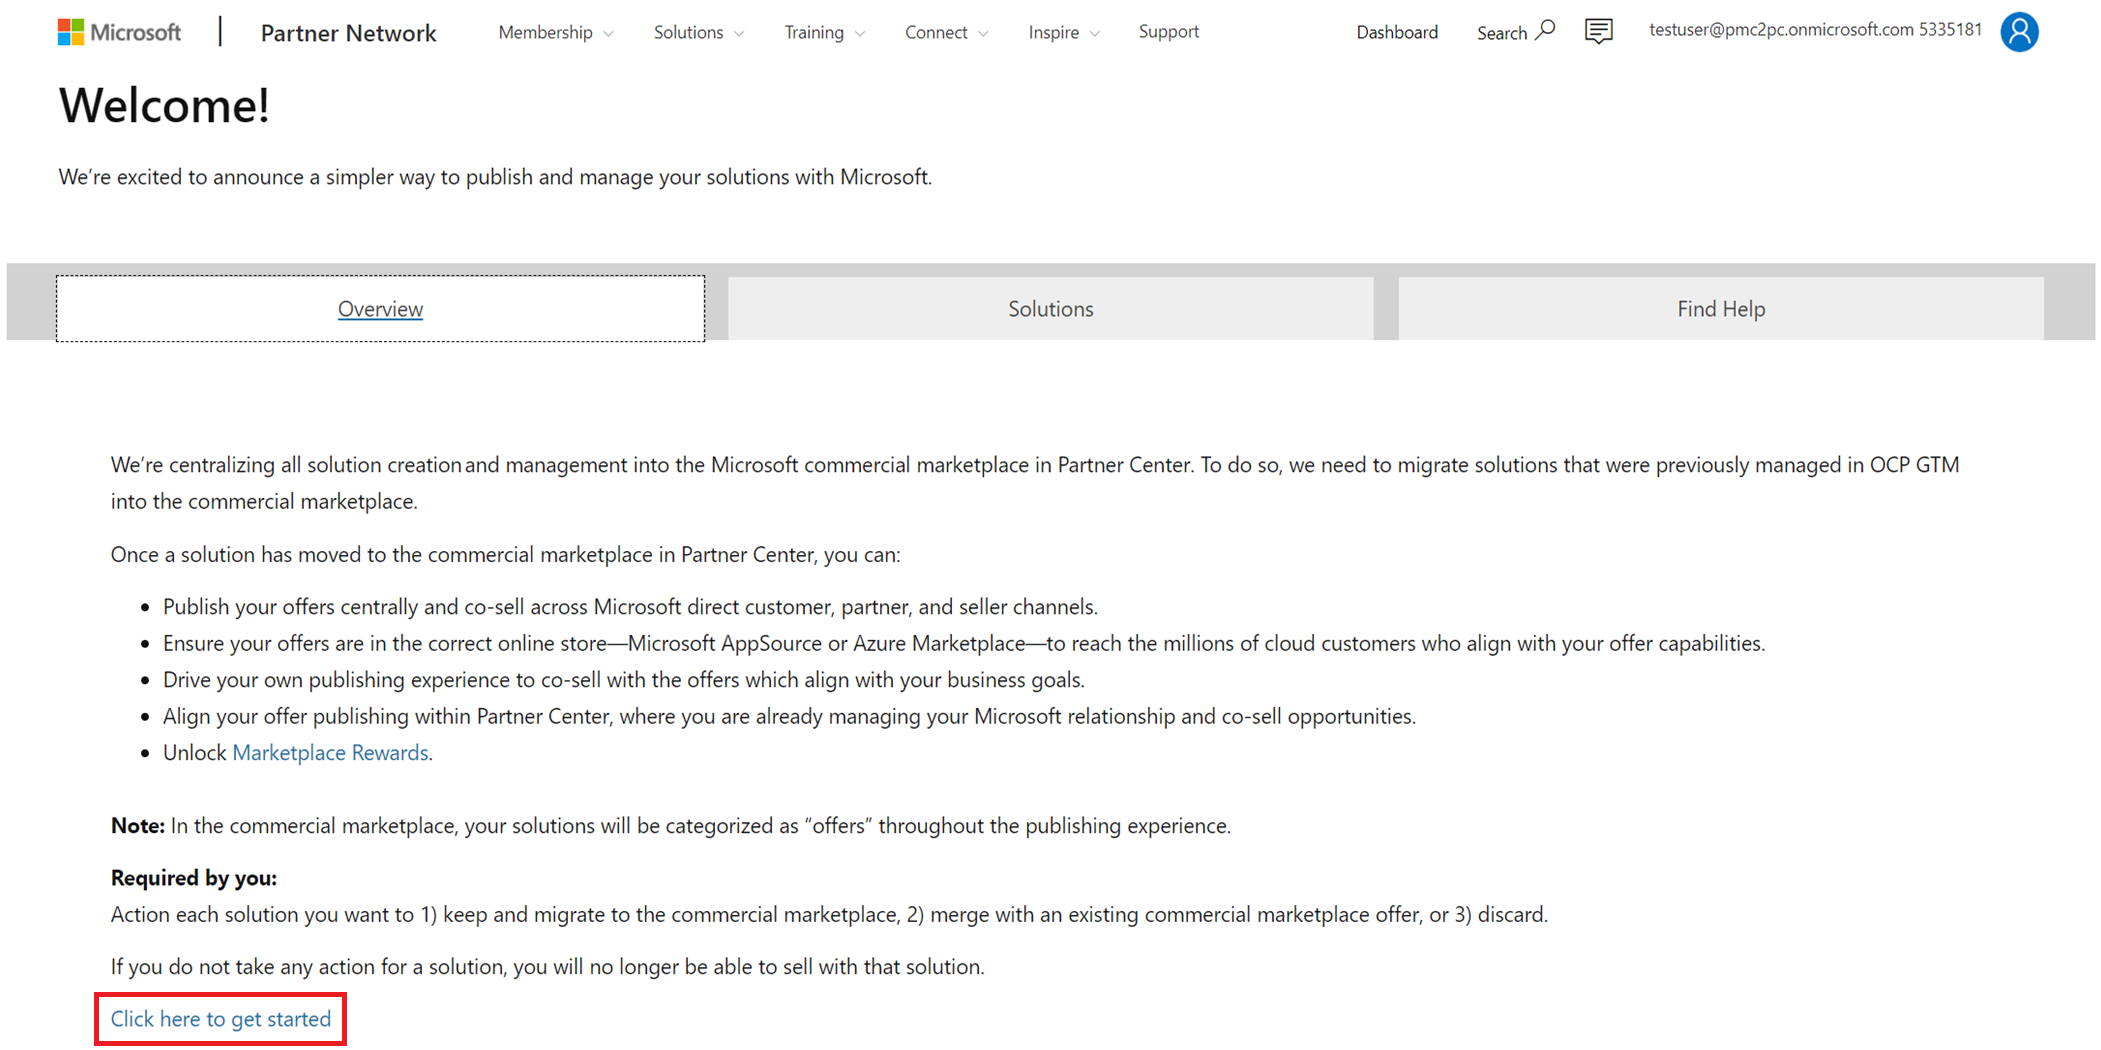 Microsoft | Partner Network Membership Solutions Training Connect Inspire Support Dashboard Search testuser@pmc2pc.onmicrosoft.com 5335181
Welcome!
We're excited to announce a simpler way to publish and manage your solutions with Microsoft.
Overview Solutions Find Help
We're centralizing all solution creation and management into the Microsoft commercial marketplace in Partner Center. To do so, we need to migrate solutions that were previously managed in OCP GTM
into the commercial marketplace.
Once a solution has moved to the commercial marketplace in Partner Center, you can:
• Publish your offers centrally and co-sell across Microsoft direct customer, partner, and seller channels.
• Ensure your offers are in the correct online store—Microsoft AppSource or Azure Marketplace—to reach the millions of cloud customers who align with your offer capabilities.
• Drive your own publishing experience to co-sell with the offers which align with your business goals.
• Align your offer publishing within Partner Center, where you are already managing your Microsoft relationship and co-sell opportunities.
• Unlock Marketplace Rewards.
Note: In the commercial marketplace, your solutions will be categorized as “offers” throughout the publishing experience.
Required by you:
Action each solution you want to 1) keep and migrate to the commercial marketplace, 2) merge with an existing commercial marketplace offer, or 3) discard.
If you do not take any action for a solution, you will no longer be able to sell with that solution.
Click here to get started